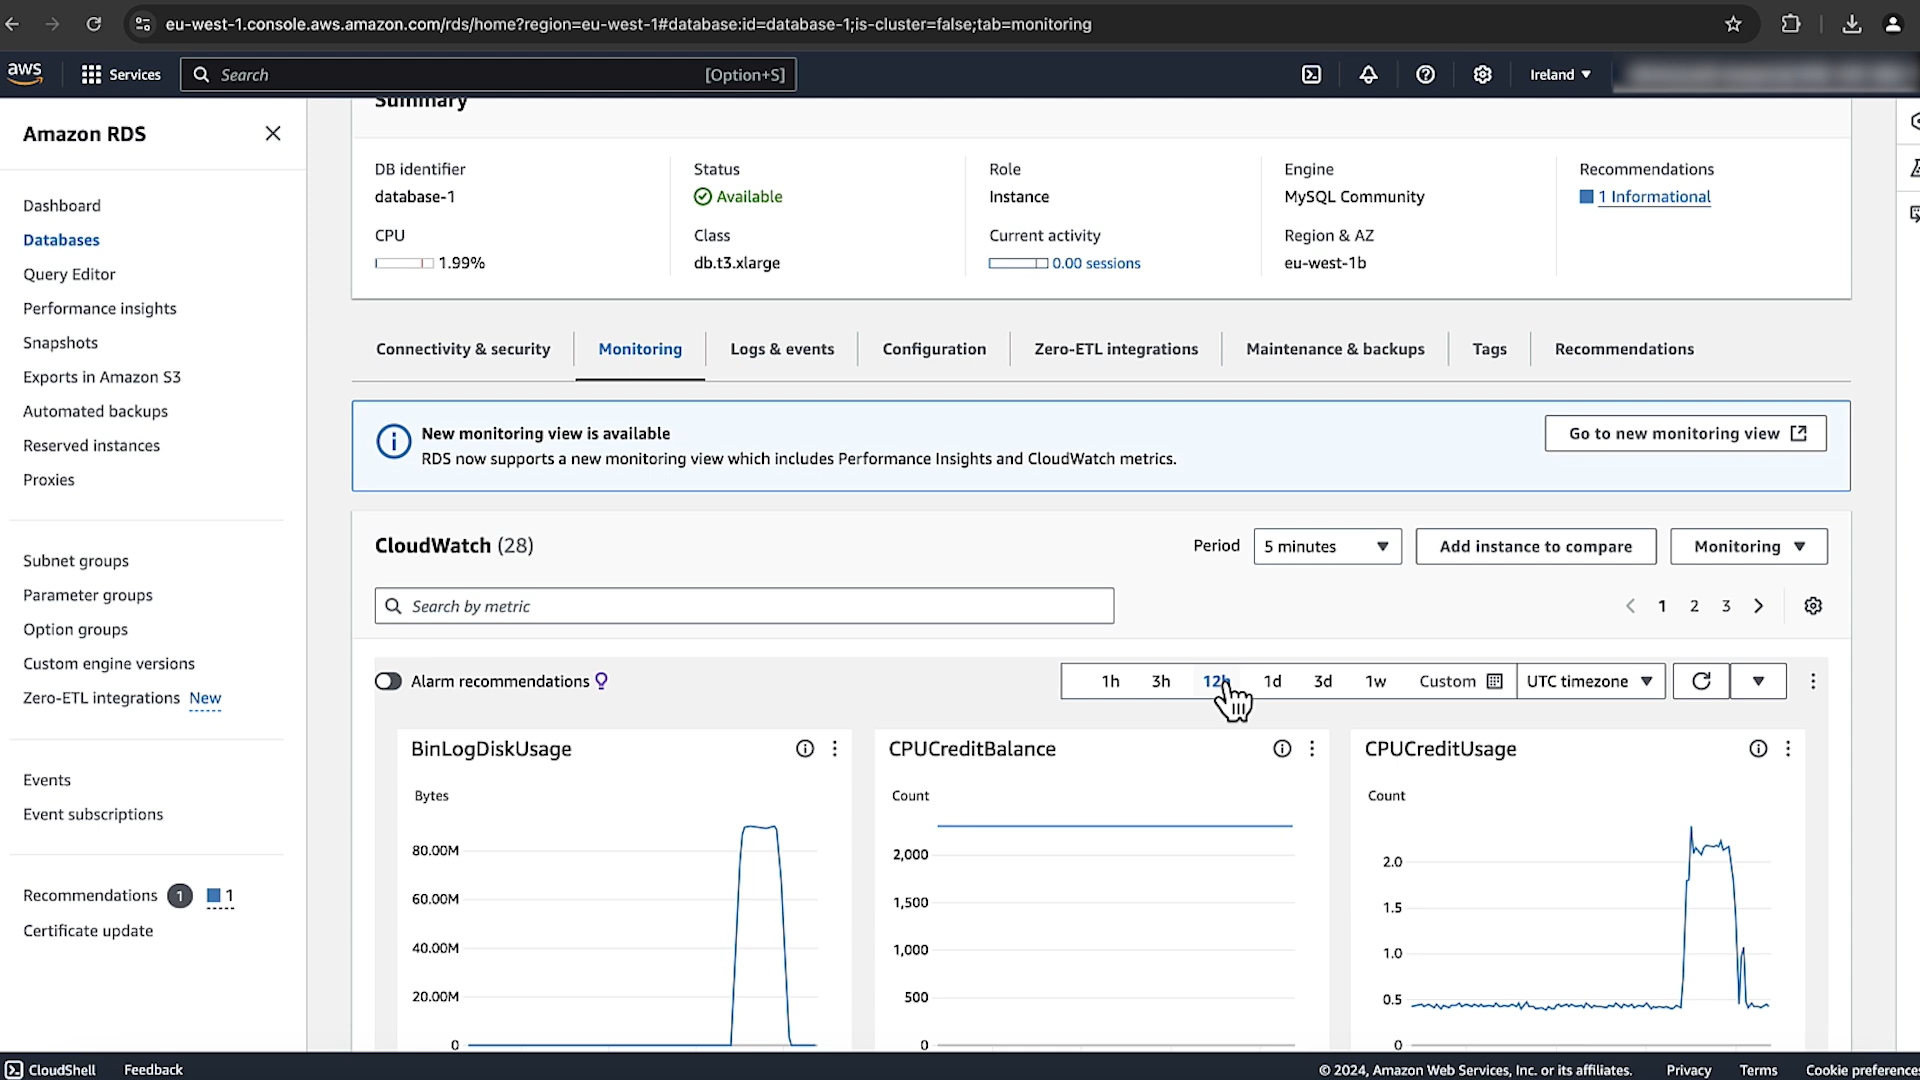 eu-west-1.console.aws.amazon.com/rds/home?region=eu-west-1#database:id=database-1;is-cluster=false;tab=monitoring
aws
Services
Search [Option+S]
Ireland
Amazon RDS
Dashboard
Databases
Query Editor
Performance insights
Snapshots
Exports in Amazon S3
Automated backups
Reserved instances
Proxies
Subnet groups
Parameter groups
Option groups
Custom engine versions
Zero-ETL integrations New
Events
Event subscriptions
Recommendations 1 1
Certificate update
Summary
DB identifier
database-1
CPU
1.99%
Status
Available
Class
db.t3.xlarge
Role
Instance
Current activity
0.00 sessions
Engine
MySQL Community
Region & AZ
eu-west-1b
Recommendations
1 Informational
Connectivity & security
Monitoring
Logs & events
Configuration
Zero-ETL integrations
Maintenance & backups
Tags
Recommendations
New monitoring view is available
RDS now supports a new monitoring view which includes Performance Insights and CloudWatch metrics.
Go to new monitoring view
CloudWatch (28)
Period
5 minutes
Add instance to compare
Monitoring
Search by metric
1 2 3
Alarm recommendations
1h 3h 12h 1d 3d 1w Custom
UTC timezone
BinLogDiskUsage
Bytes
80.00M
60.00M
40.00M
20.00M
0
CPUCreditBalance
Count
2,000
1,500
1,000
500
0
CPUCreditUsage
Count
2.0
1.5
1.0
0.5
0
CloudShell
Feedback
© 2024, Amazon Web Services, Inc. or its affiliates.
Privacy
Terms
Cookie preferences